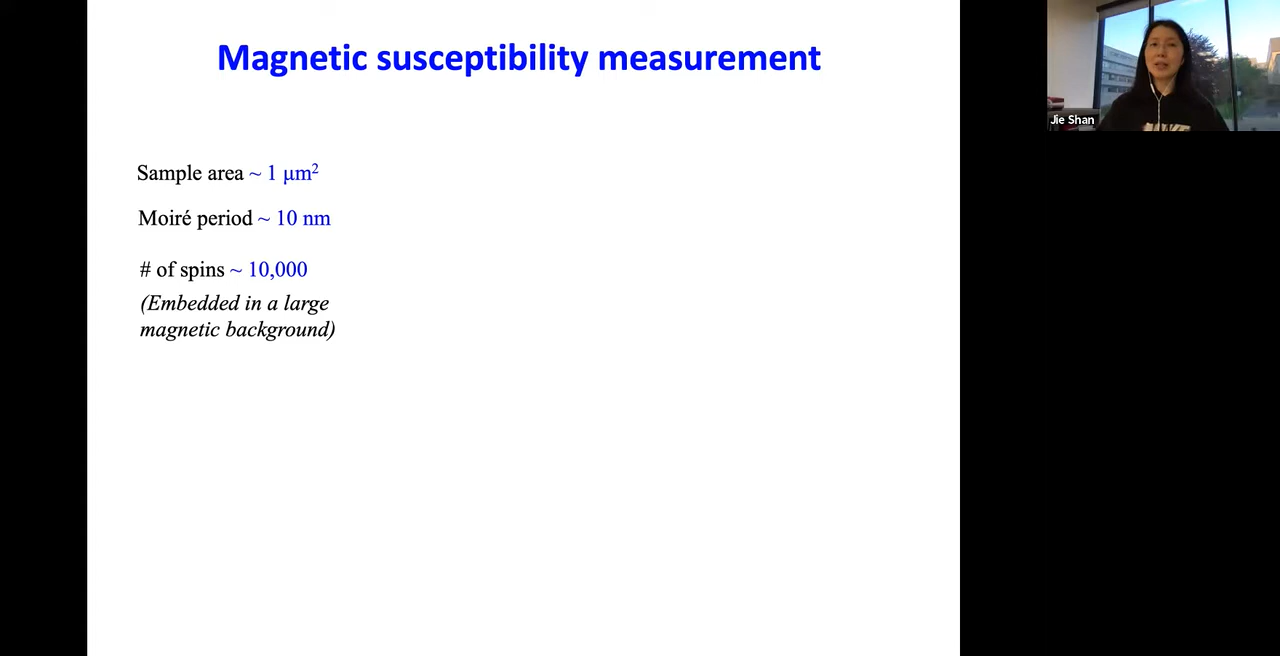 Magnetic susceptibility measurement
Jie Shan
Sample area ~ 1 μm²
Moiré period ~ 10 nm
# of spins ~ 10,000
(Embedded in a large
magnetic background)